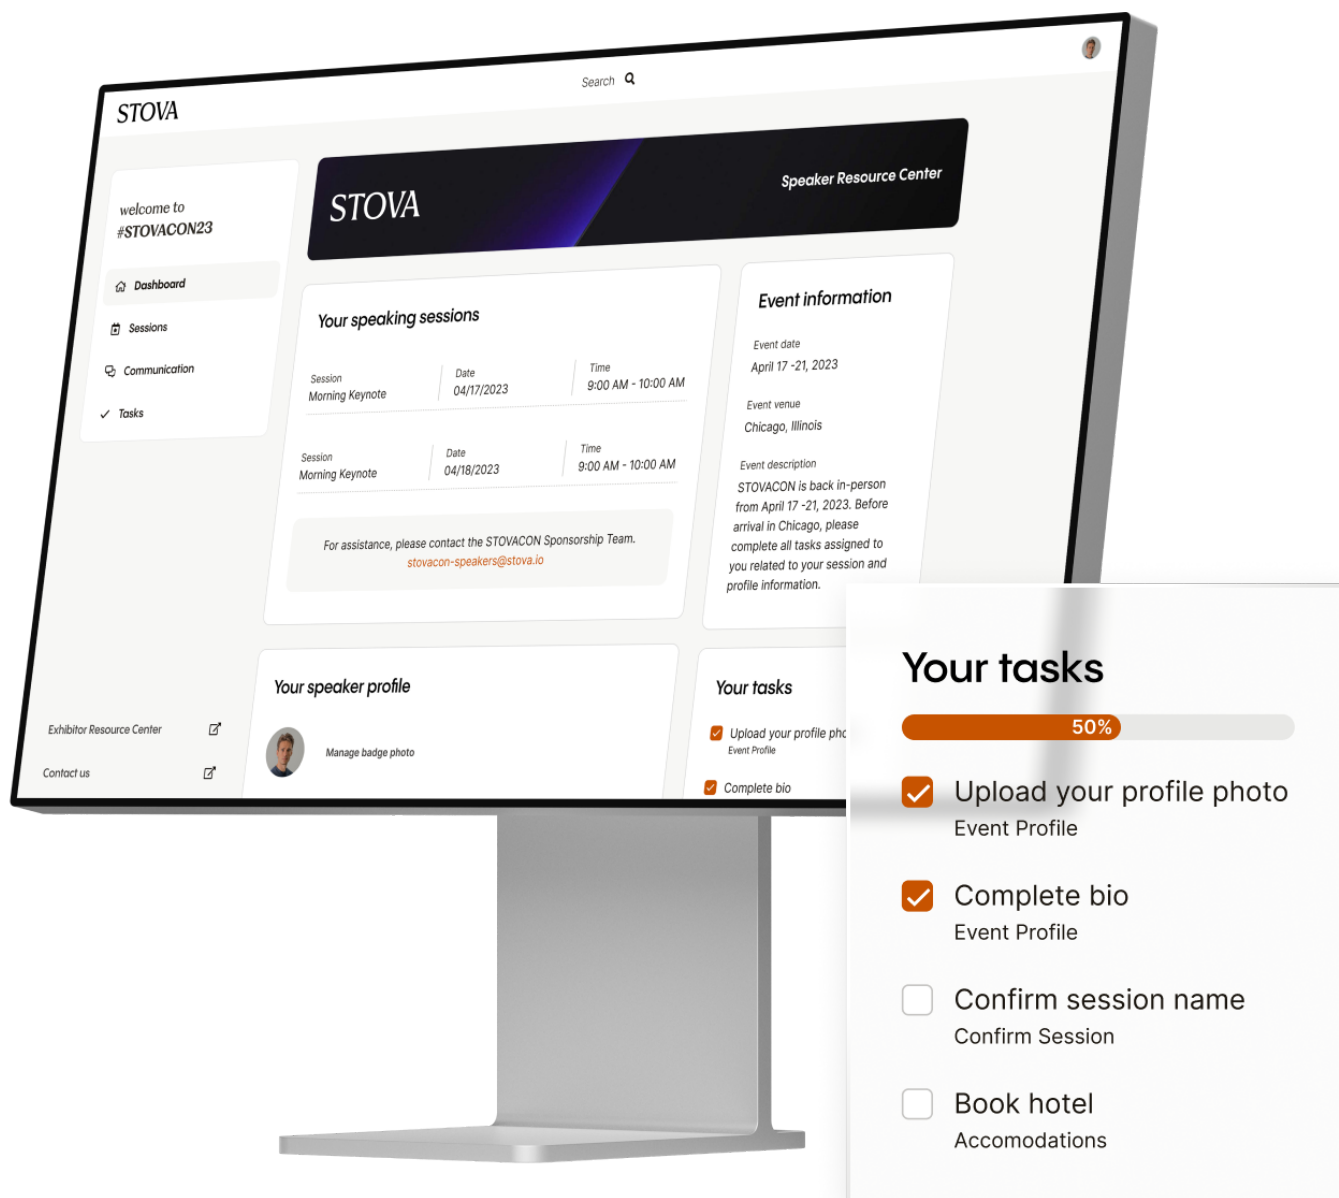 STOVA
Search
welcome to
#STOVACON23
Dashboard
Sessions
Communication
Tasks
Exhibitor Resource Center
Contact us
STOVA
Speaker Resource Center
Your speaking sessions
Session
Morning Keynote
Date
04/17/2023
Time
9:00 AM - 10:00 AM
Session
Morning Keynote
Date
04/18/2023
Time
9:00 AM - 10:00 AM
For assistance, please contact the STOVACON Sponsorship Team.
stovacon-speakers@stova.io
Event information
Event date
April 17 -21, 2023
Event venue
Chicago, Illinois
Event description
STOVACON is back in-person
from April 17 -21, 2023. Before
arrival in Chicago, please
complete all tasks assigned to
you related to your session and
profile information.
Your speaker profile
Manage badge photo
Your tasks
Upload your profile pho
Event Profile
Complete bio
Your tasks
50%
Upload your profile photo
Event Profile
Complete bio
Event Profile
Confirm session name
Confirm Session
Book hotel
Accomodations